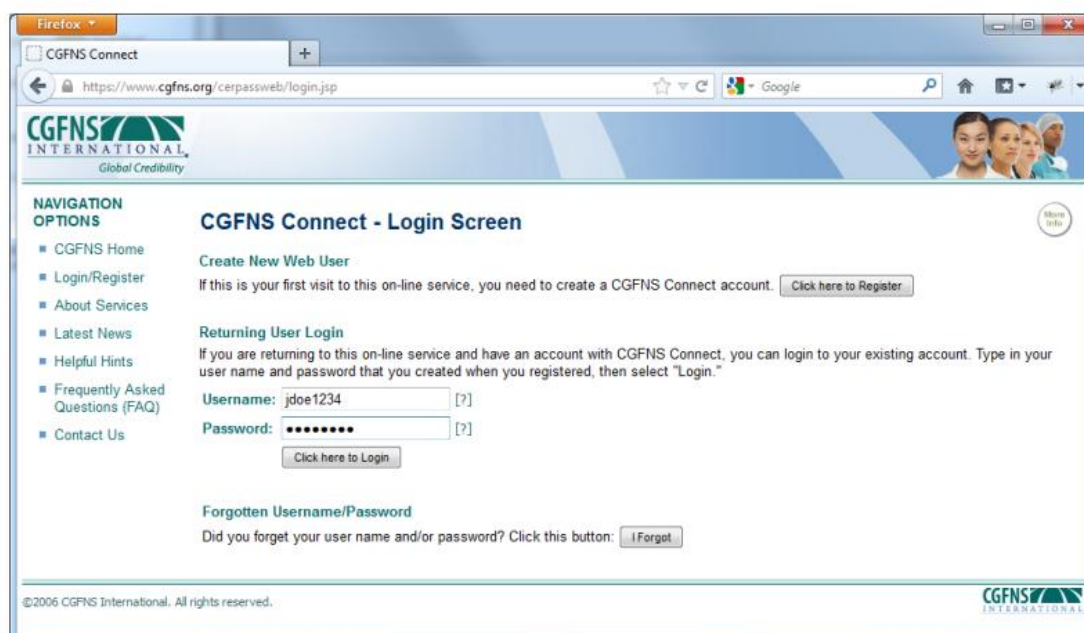 Firefox
CGFNS Connect
https://www.cgfns.org/cerpassweb/login.jsp
Google
CGFNS
INTERNATIONAL
Global Credibility
NAVIGATION
OPTIONS
CGFNS Home
Login/Register
About Services
Latest News
Helpful Hints
Frequently Asked
Questions (FAQ)
Contact Us
CGFNS Connect - Login Screen
More
Info
Create New Web User
If this is your first visit to this on-line service, you need to create a CGFNS Connect account. Click here to Register
Returning User Login
If you are returning to this on-line service and have an account with CGFNS Connect, you can login to your existing account. Type in your
user name and password that you created when you registered, then select "Login."
Username: jdoe1234 [?]
Password: •••••••• [?]
Click here to Login
Forgotten Username/Password
Did you forget your user name and/or password? Click this button: I Forgot
©2006 CGFNS International. All rights reserved.
CGFNS
INTERNATIONAL